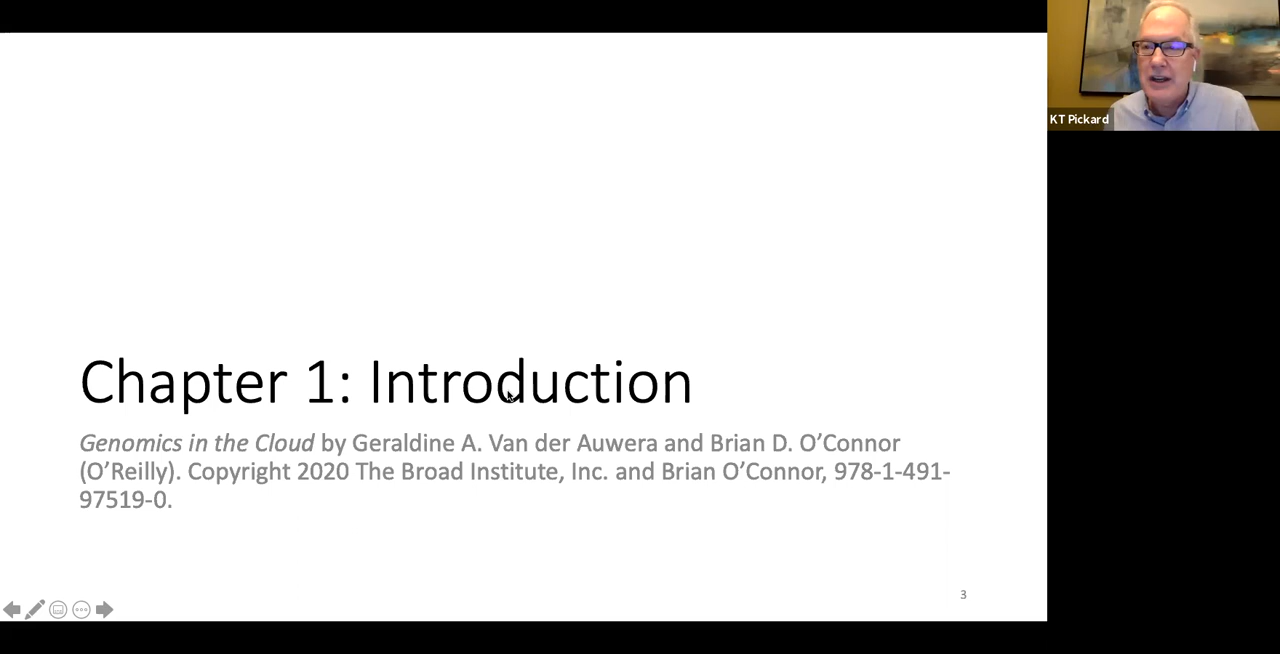 KT Pickard
Chapter 1: Introduction
Genomics in the Cloud by Geraldine A. Van der Auwera and Brian D. O’Connor
(O’Reilly). Copyright 2020 The Broad Institute, Inc. and Brian O’Connor, 978-1-491-
97519-0.
3